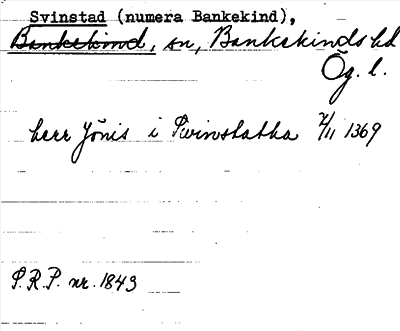 Svinstad (numera Bankekind),
Bankekind, sn, Bankekinds hd
Ög. l.
herr Jönis i Swinstatha 7/11 1369
S.R.P. nr. 1843